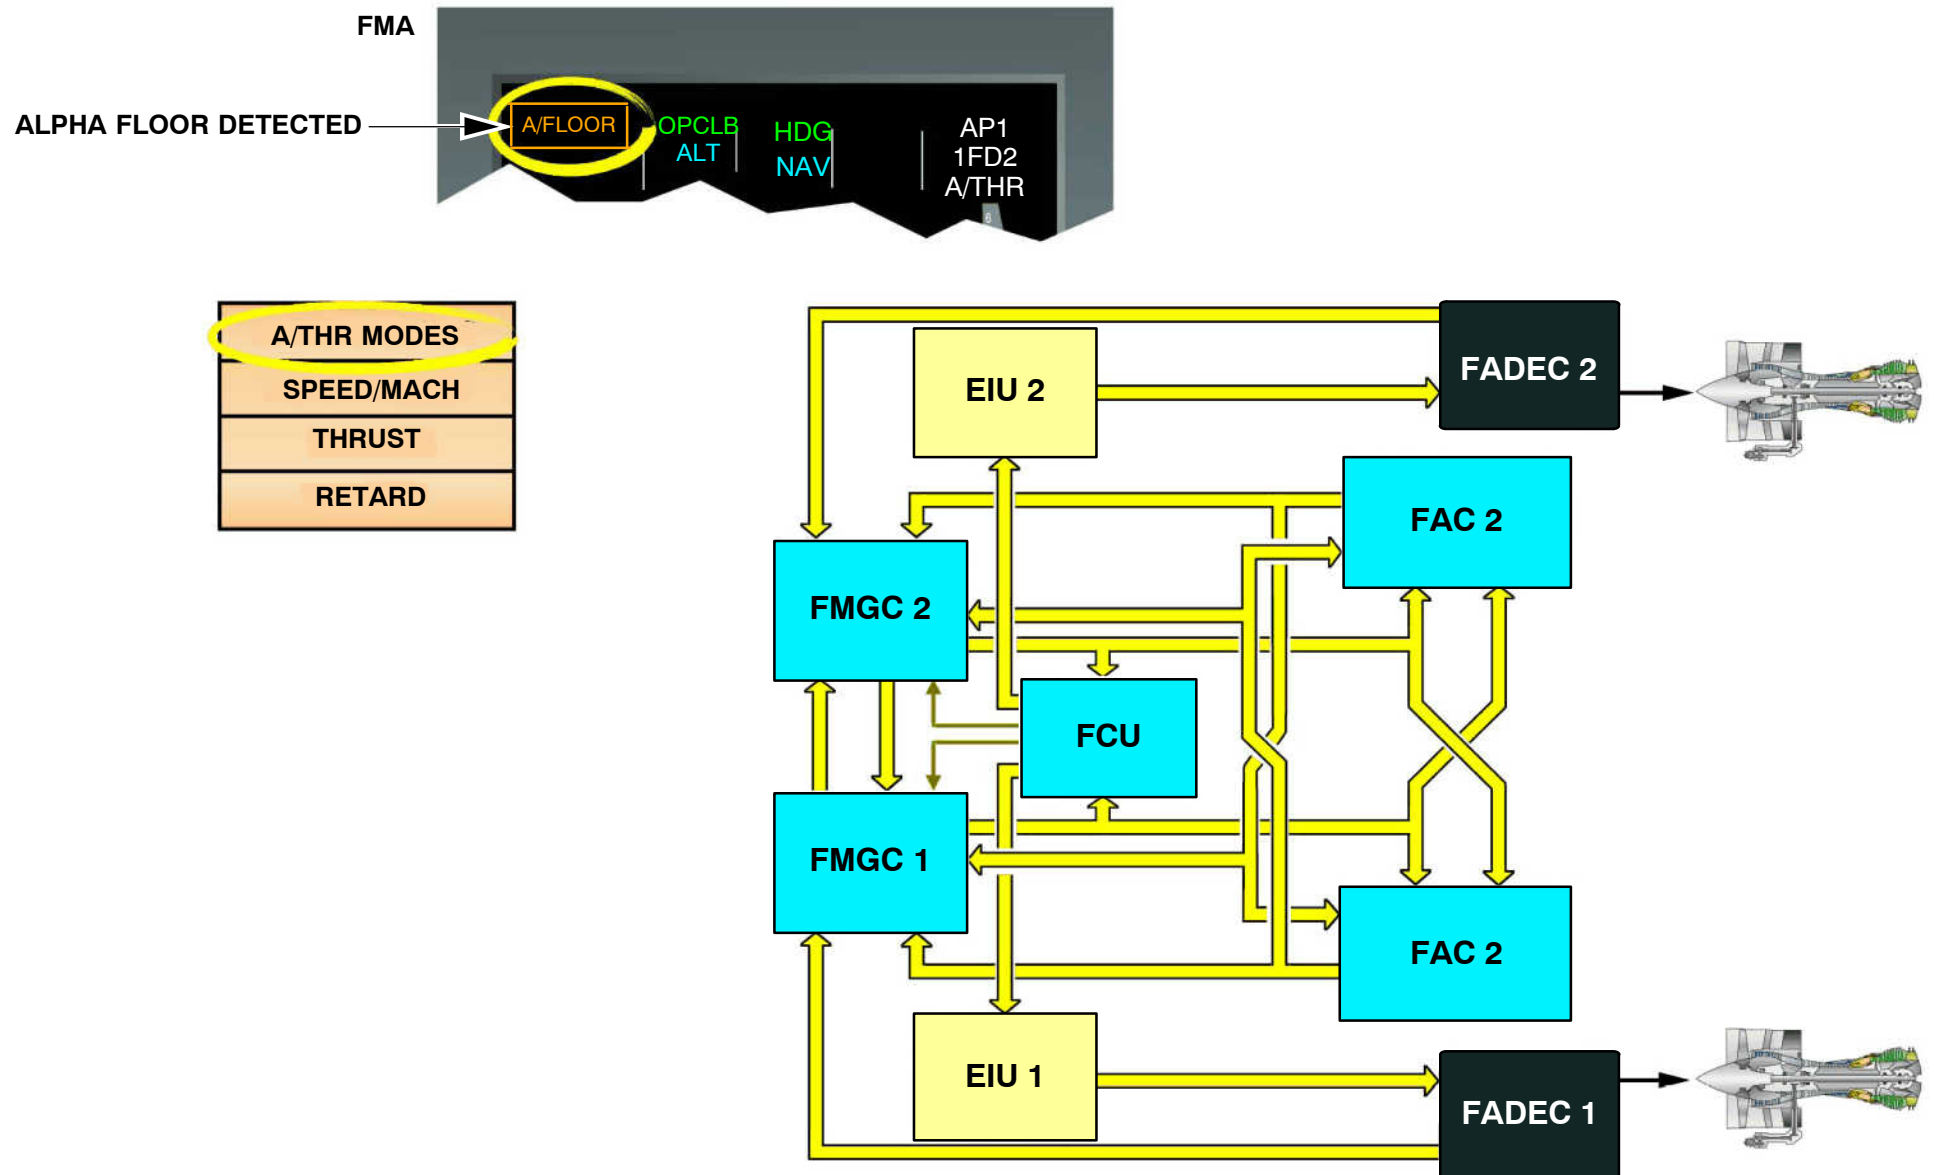 FMA
ALPHA FLOOR DETECTED
A/FLOOR
OPCLB
ALT
HDG
NAV
AP1
1FD2
A/THR
6
A/THR MODES
SPEED/MACH
THRUST
RETARD
FADEC 2
EIU 2
FAC 2
FMGC 2
FCU
FMGC 1
FAC 2
EIU 1
FADEC 1